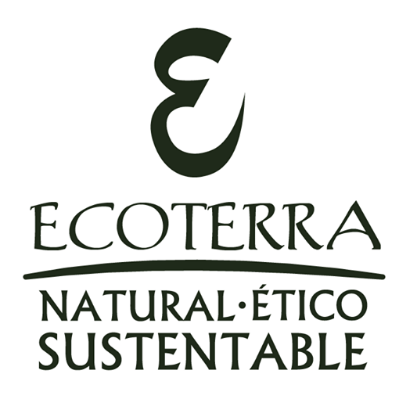 E
ECOTERRA
NATURAL·ÉTICO
SUSTENTABLE